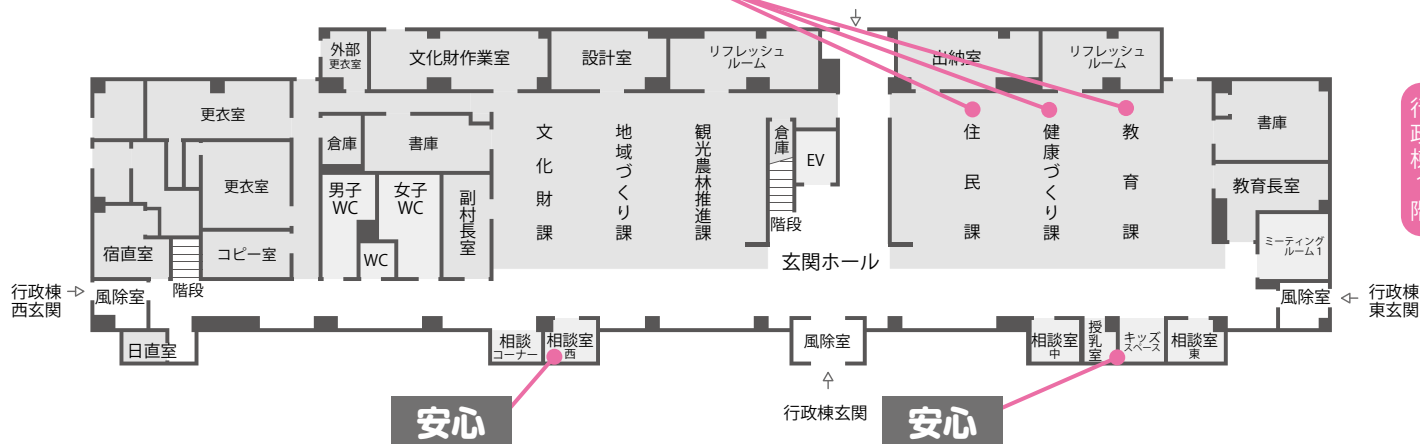 外部
更衣室
文化財作業室
設計室
リフレッシュ
ルーム
出納室
リフレッシュ
ルーム
更衣室
倉庫
書庫
文化財課
地域づくり課
観光農林推進課
倉庫
EV
住民課
健康づくり課
教育課
書庫
更衣室
男子
WC
女子
WC
副村長室
階段
教育長室
宿直室
コピー室
WC
玄関ホール
ミーティング
ルーム1
行政棟
西玄関
風除室
階段
風除室
行政棟
東玄関
日直室
相談
コーナー
相談室
西
風除室
相談室
中
授乳室
キッズ
スペース
相談室
東
行政棟玄関
安心
安心